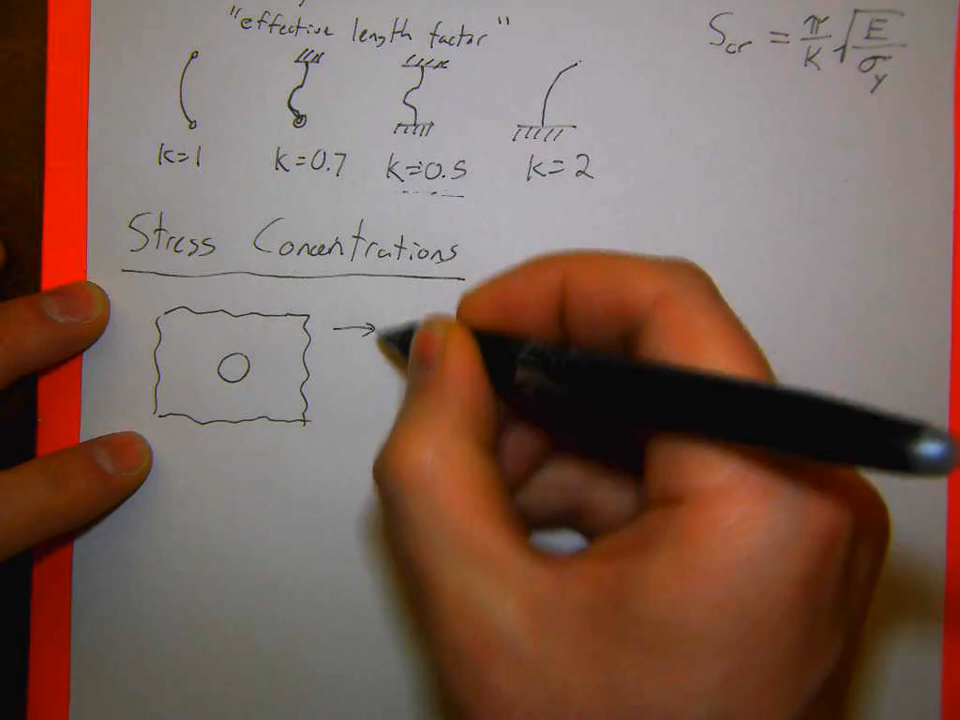 "effective length factor"
S_cr = π/K √(E/σ_y)
K=1 K=0.7 K=0.5 K=2
Stress Concentrations